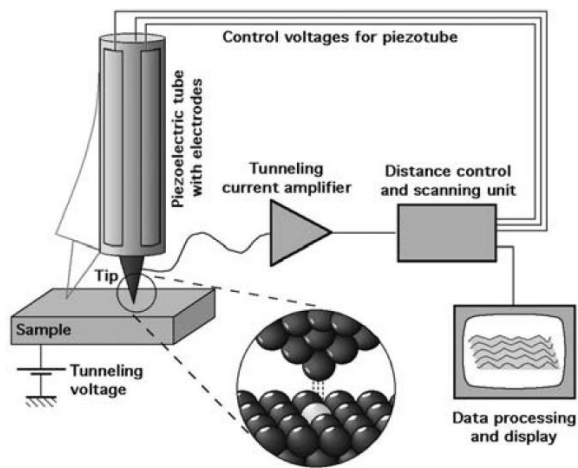 Control voltages for piezotube
Piezoelectric tube
with electrodes
Tunneling
current amplifier
Distance control
and scanning unit
Tip
Sample
Tunneling
voltage
Data processing
and display